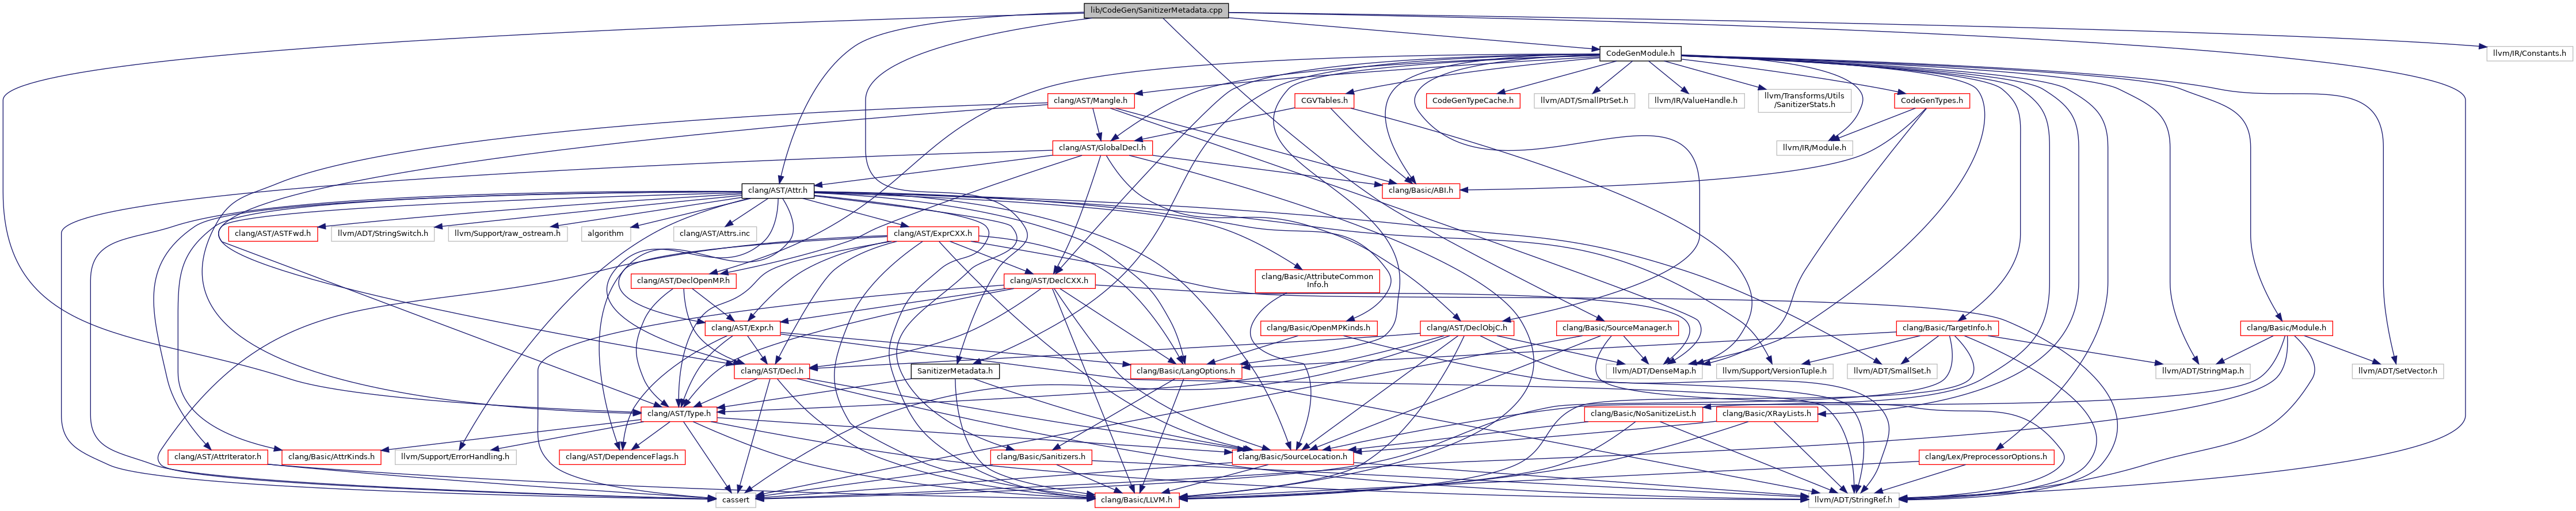 lib/CodeGen/SanitizerMetadata.cpp
CodeGenModule.h
llvm/IR/Constants.h
clang/AST/Mangle.h
CGVTables.h
CodeGenTypeCache.h
llvm/ADT/SmallPtrSet.h
llvm/IR/ValueHandle.h
llvm/Transforms/Utils
/SanitizerStats.h
CodeGenTypes.h
clang/AST/GlobalDecl.h
llvm/IR/Module.h
clang/AST/Attr.h
clang/Basic/ABI.h
clang/AST/ASTFwd.h
llvm/ADT/StringSwitch.h
llvm/Support/raw_ostream.h
algorithm
clang/AST/Attrs.inc
clang/AST/ExprCXX.h
clang/AST/DeclOpenMP.h
clang/AST/DeclCXX.h
clang/Basic/AttributeCommon
Info.h
clang/AST/Expr.h
clang/Basic/OpenMPKinds.h
clang/AST/DeclObjC.h
clang/Basic/SourceManager.h
clang/Basic/TargetInfo.h
clang/Basic/Module.h
clang/AST/Decl.h
SanitizerMetadata.h
clang/Basic/LangOptions.h
llvm/ADT/DenseMap.h
llvm/Support/VersionTuple.h
llvm/ADT/SmallSet.h
llvm/ADT/StringMap.h
llvm/ADT/SetVector.h
clang/AST/Type.h
clang/Basic/NoSanitizeList.h
clang/Basic/XRayLists.h
clang/AST/AttrIterator.h
clang/Basic/AttrKinds.h
llvm/Support/ErrorHandling.h
clang/AST/DependenceFlags.h
clang/Basic/Sanitizers.h
clang/Basic/SourceLocation.h
clang/Lex/PreprocessorOptions.h
cassert
clang/Basic/LLVM.h
llvm/ADT/StringRef.h